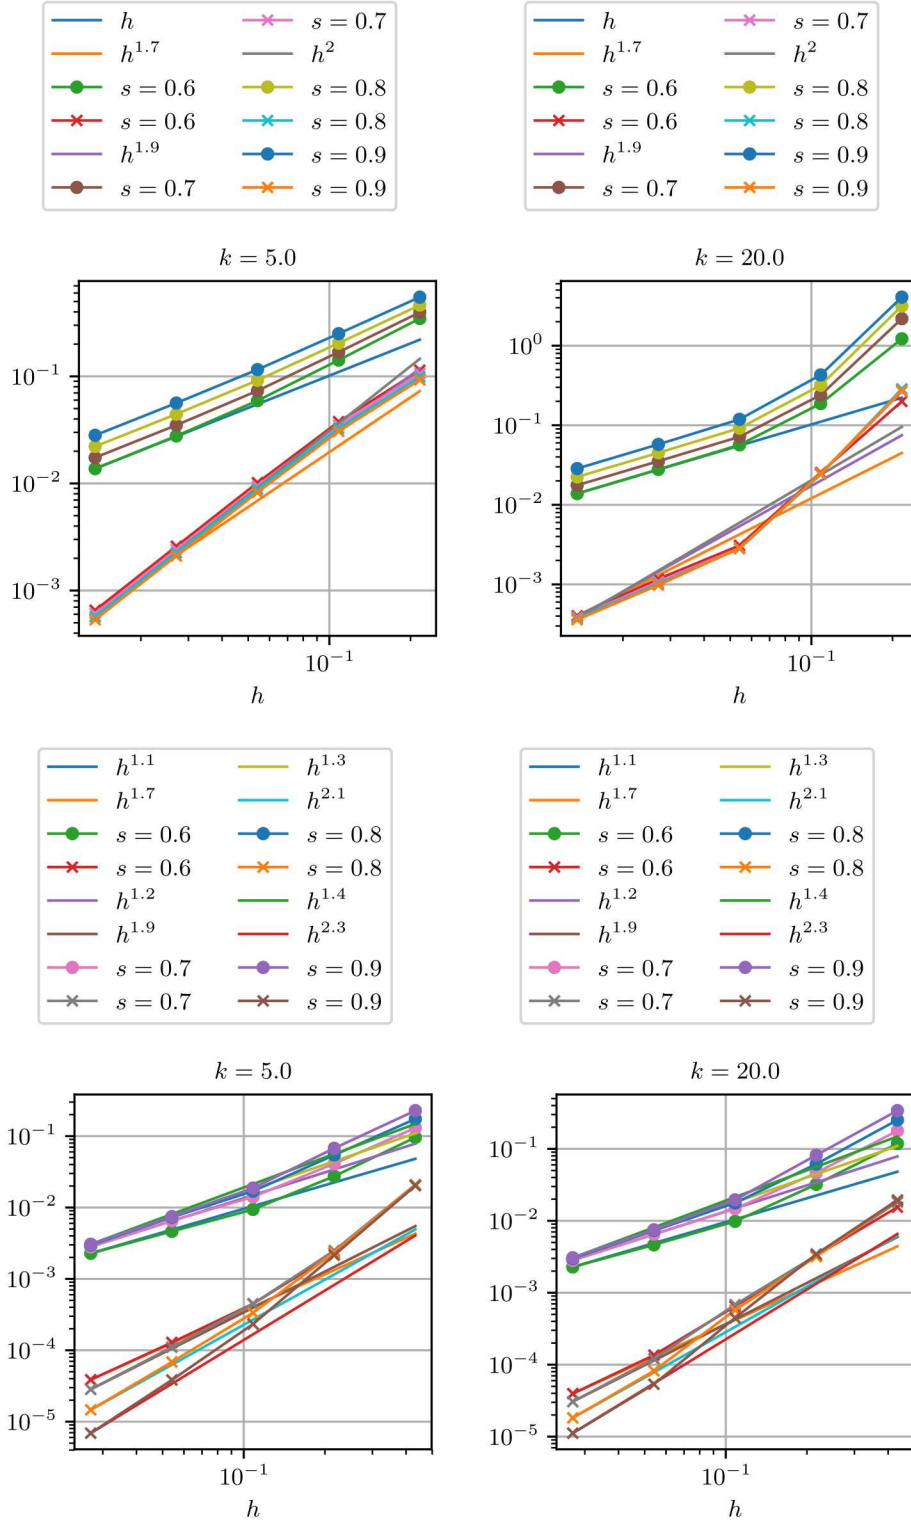 h s = 0.7
h^1.7 h^2
s = 0.6 s = 0.8
s = 0.6 s = 0.8
h^1.9 s = 0.9
s = 0.7 s = 0.9
h s = 0.7
h^1.7 h^2
s = 0.6 s = 0.8
s = 0.6 s = 0.8
h^1.9 s = 0.9
s = 0.7 s = 0.9
k = 5.0
10^−1
10^−2
10^−3
10^−1
h
k = 20.0
10^0
10^−1
10^−2
10^−3
10^−1
h
h^1.1 h^1.3
h^1.7 h^2.1
s = 0.6 s = 0.8
s = 0.6 s = 0.8
h^1.2 h^1.4
h^1.9 h^2.3
s = 0.7 s = 0.9
s = 0.7 s = 0.9
h^1.1 h^1.3
h^1.7 h^2.1
s = 0.6 s = 0.8
s = 0.6 s = 0.8
h^1.2 h^1.4
h^1.9 h^2.3
s = 0.7 s = 0.9
s = 0.7 s = 0.9
k = 5.0
10^−1
10^−2
10^−3
10^−4
10^−5
10^−1
h
k = 20.0
10^−1
10^−2
10^−3
10^−4
10^−5
10^−1
h